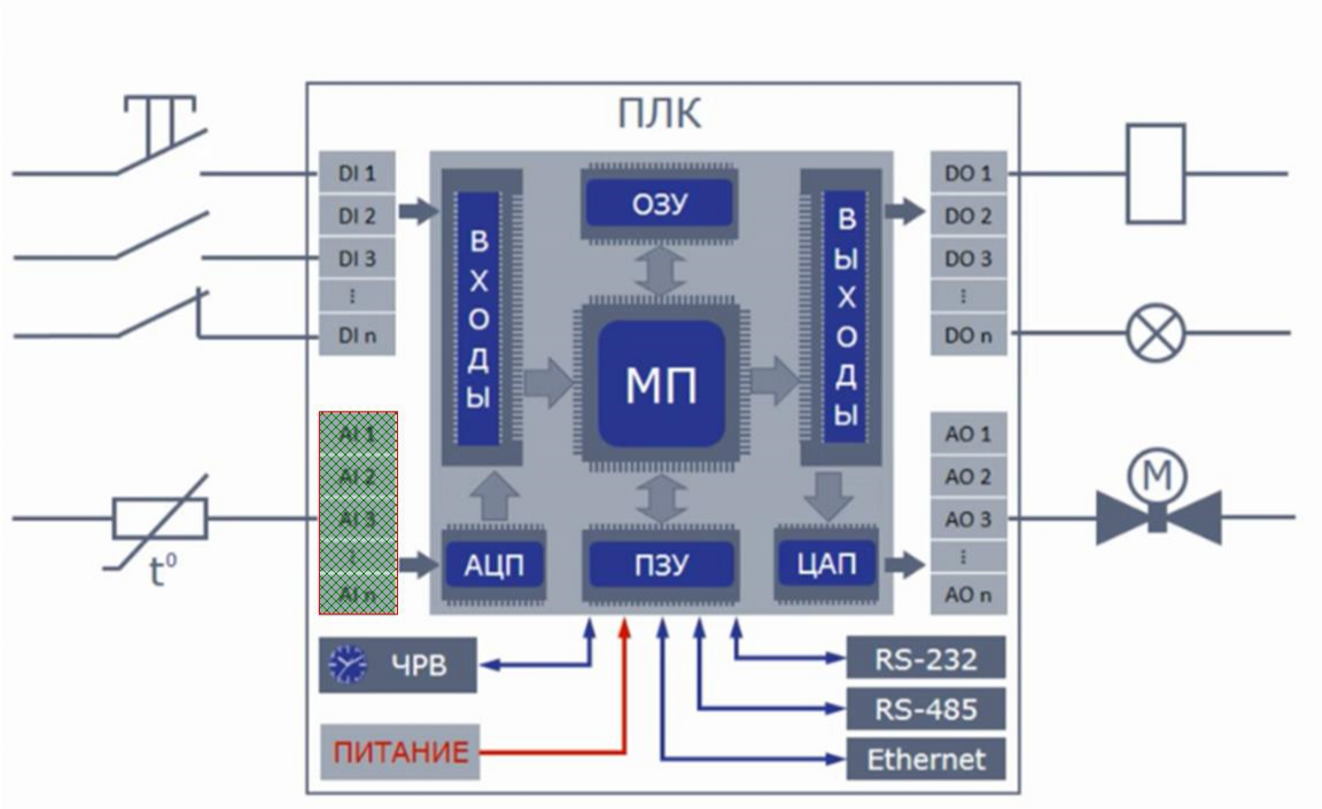 ПЛК
DI 1
DI 2
DI 3
⋮
DI n
AI 1
AI 2
AI 3
⋮
AI n
ВХОДЫ
ОЗУ
МП
ПЗУ
АЦП
ВЫХОДЫ
ЦАП
DO 1
DO 2
DO 3
⋮
DO n
AO 1
AO 2
AO 3
⋮
AO n
M
t⁰
ЧРВ
ПИТАНИЕ
RS-232
RS-485
Ethernet